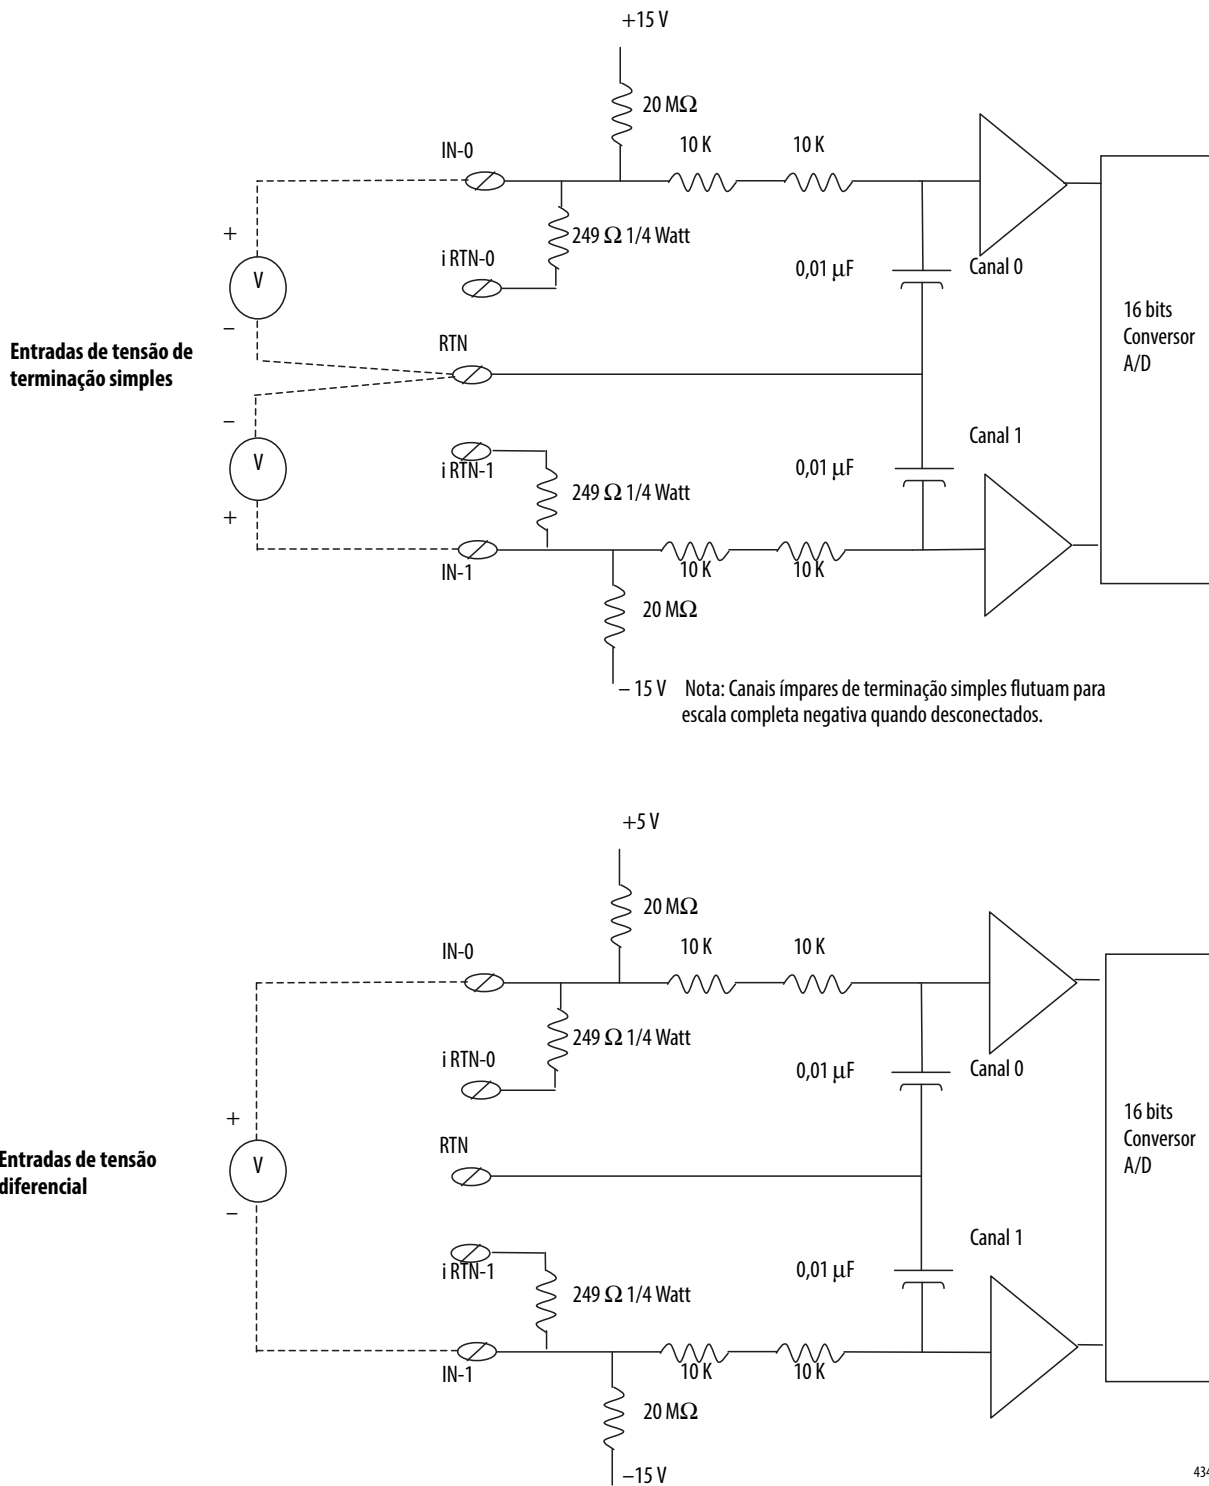 +15 V
20 MΩ
10 K 10 K
IN-0
249 Ω 1/4 Watt
+
i RTN-0
0,01 µF
Canal 0
V
16 bits
Conversor
A/D
–
RTN
Entradas de tensão de
terminação simples
–
Canal 1
i RTN-1
0,01 µF
V
249 Ω 1/4 Watt
+
IN-1
10 K 10 K
20 MΩ
– 15 V
Nota: Canais ímpares de terminação simples flutuam para
escala completa negativa quando desconectados.
+5 V
20 MΩ
10 K 10 K
IN-0
249 Ω 1/4 Watt
i RTN-0
0,01 µF
Canal 0
+
16 bits
Conversor
A/D
RTN
Entradas de tensão
diferencial
V
–
Canal 1
i RTN-1
0,01 µF
249 Ω 1/4 Watt
IN-1
10 K 10 K
20 MΩ
–15 V
434